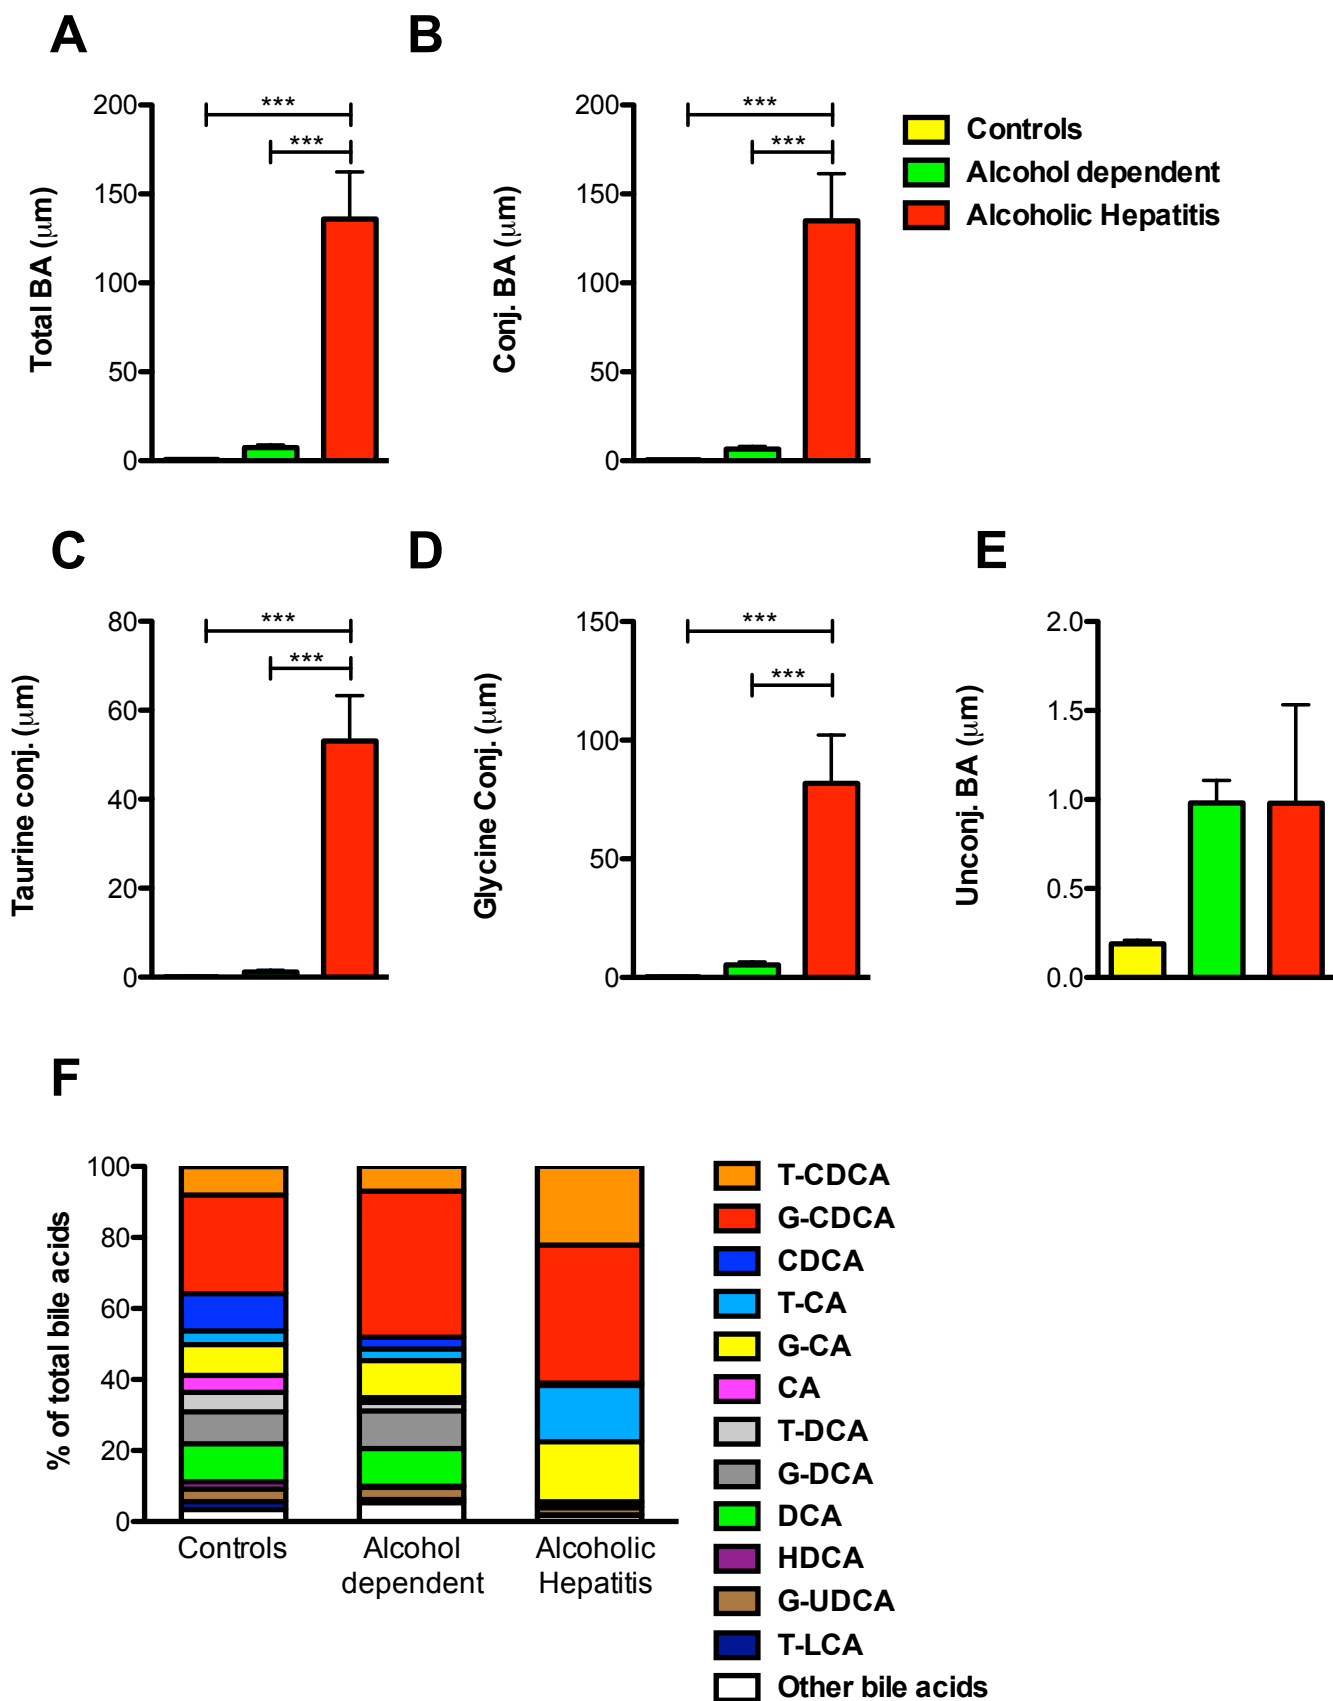 A
B
200
150
100
50
0
Total BA (μm)
***
***
200
150
100
50
0
Conj. BA (μm)
***
***
Controls
Alcohol dependent
Alcoholic Hepatitis
C
D
E
80
60
40
20
0
Taurine conj. (μm)
***
***
150
100
50
0
Glycine Conj. (μm)
***
***
2.0
1.5
1.0
0.5
0.0
Unconj. BA (μm)
F
100
80
60
40
20
0
% of total bile acids
Controls
Alcohol
dependent
Alcoholic
Hepatitis
T-CDCA
G-CDCA
CDCA
T-CA
G-CA
CA
T-DCA
G-DCA
DCA
HDCA
G-UDCA
T-LCA
Other bile acids